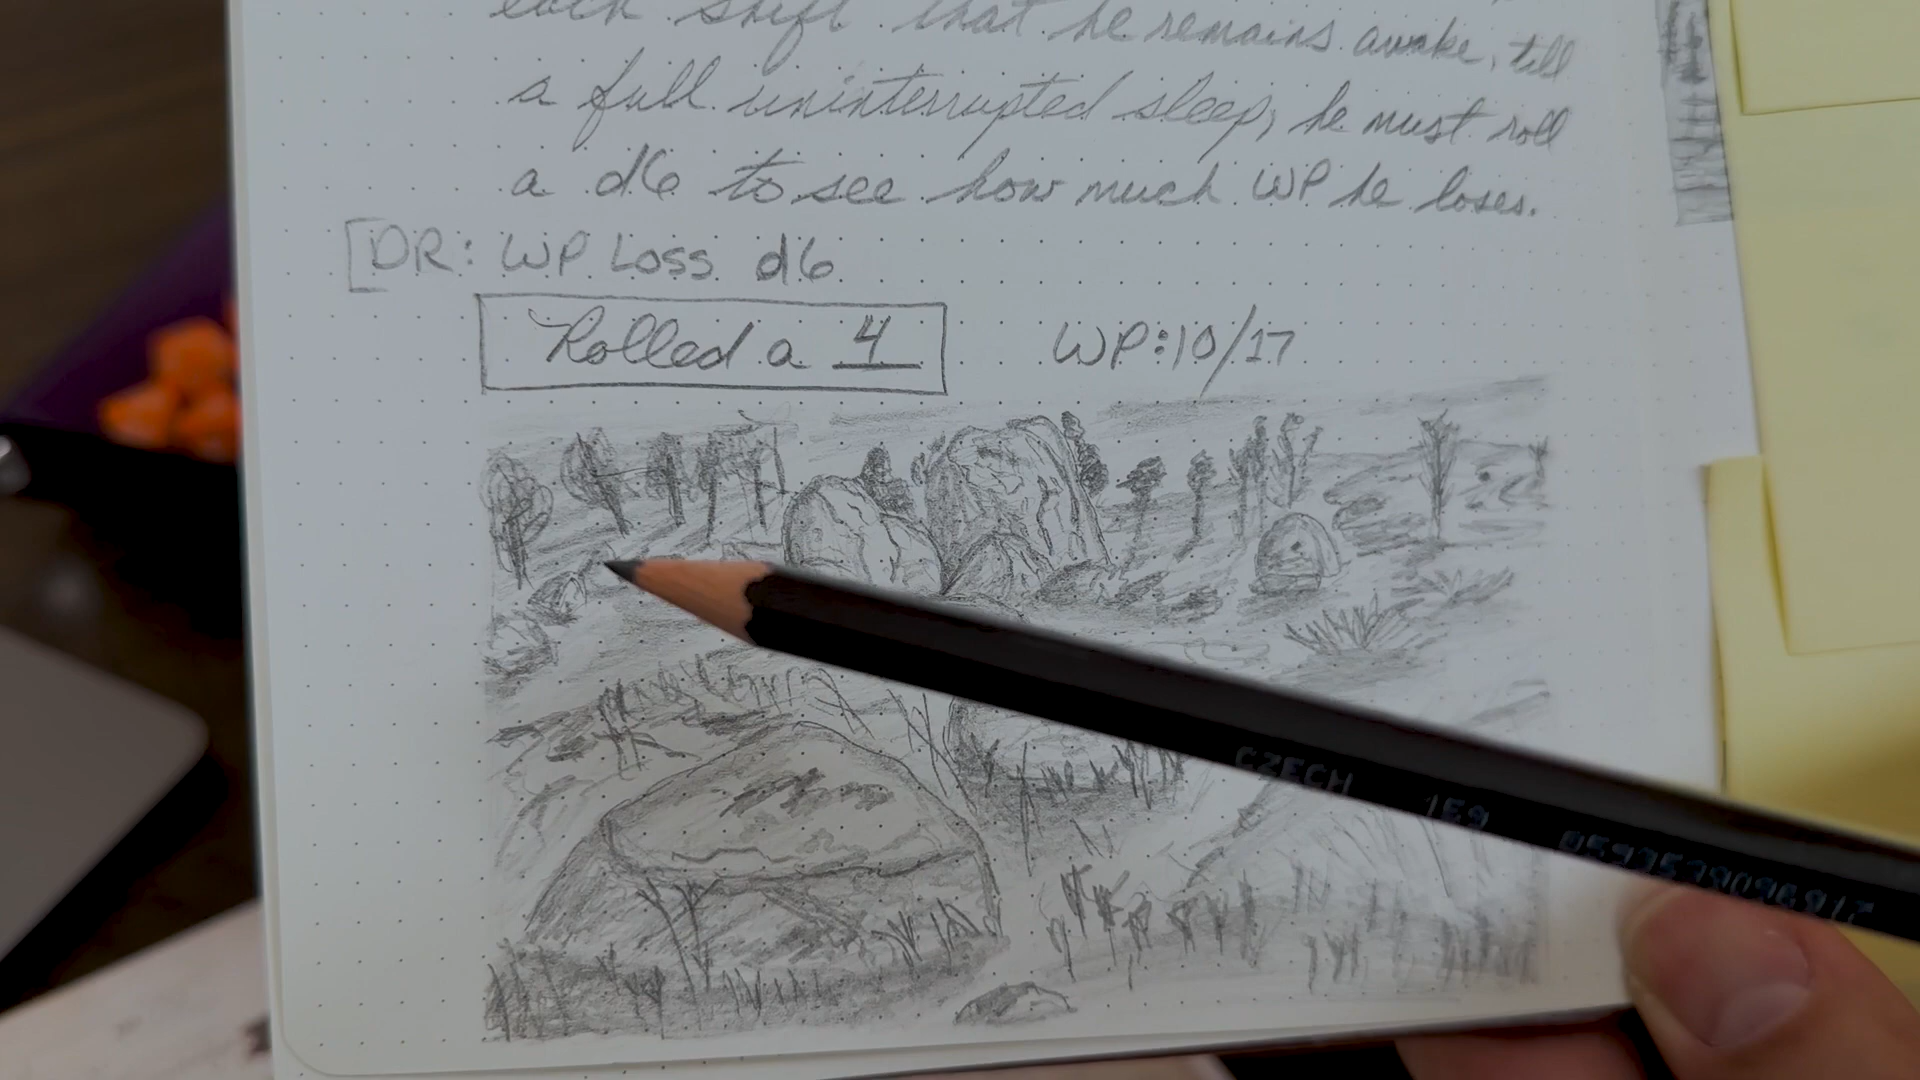 each shift that he remains awake, till
a full uninterrupted sleep, he must roll
a d6 to see how much WP he loses.
[DR: WP Loss d6
Rolled a 4
WP: 10/17
CZECH